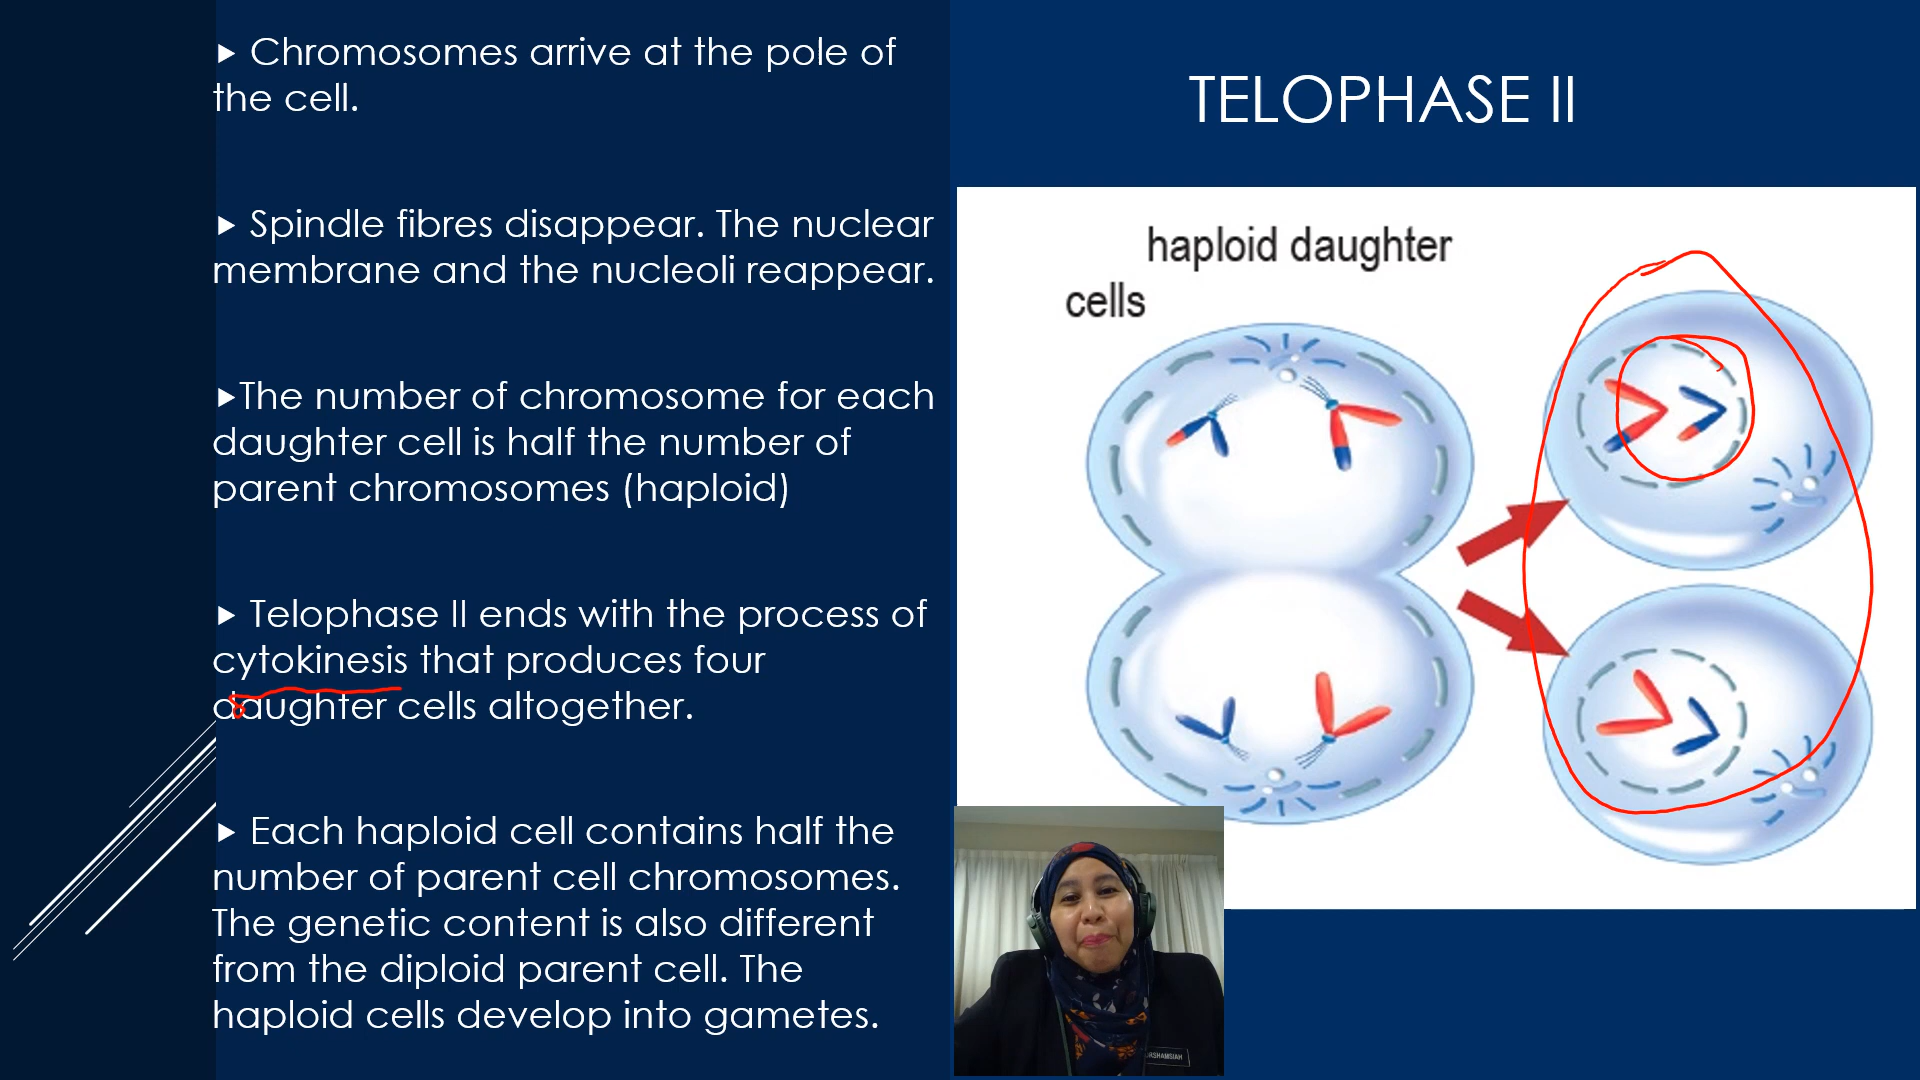 ▶ Chromosomes arrive at the pole of
the cell.
▶ Spindle fibres disappear. The nuclear
membrane and the nucleoli reappear.
▶The number of chromosome for each
daughter cell is half the number of
parent chromosomes (haploid)
▶ Telophase II ends with the process of
cytokinesis that produces four
daughter cells altogether.
▶ Each haploid cell contains half the
number of parent cell chromosomes.
The genetic content is also different
from the diploid parent cell. The
haploid cells develop into gametes.
TELOPHASE II
haploid daughter
cells